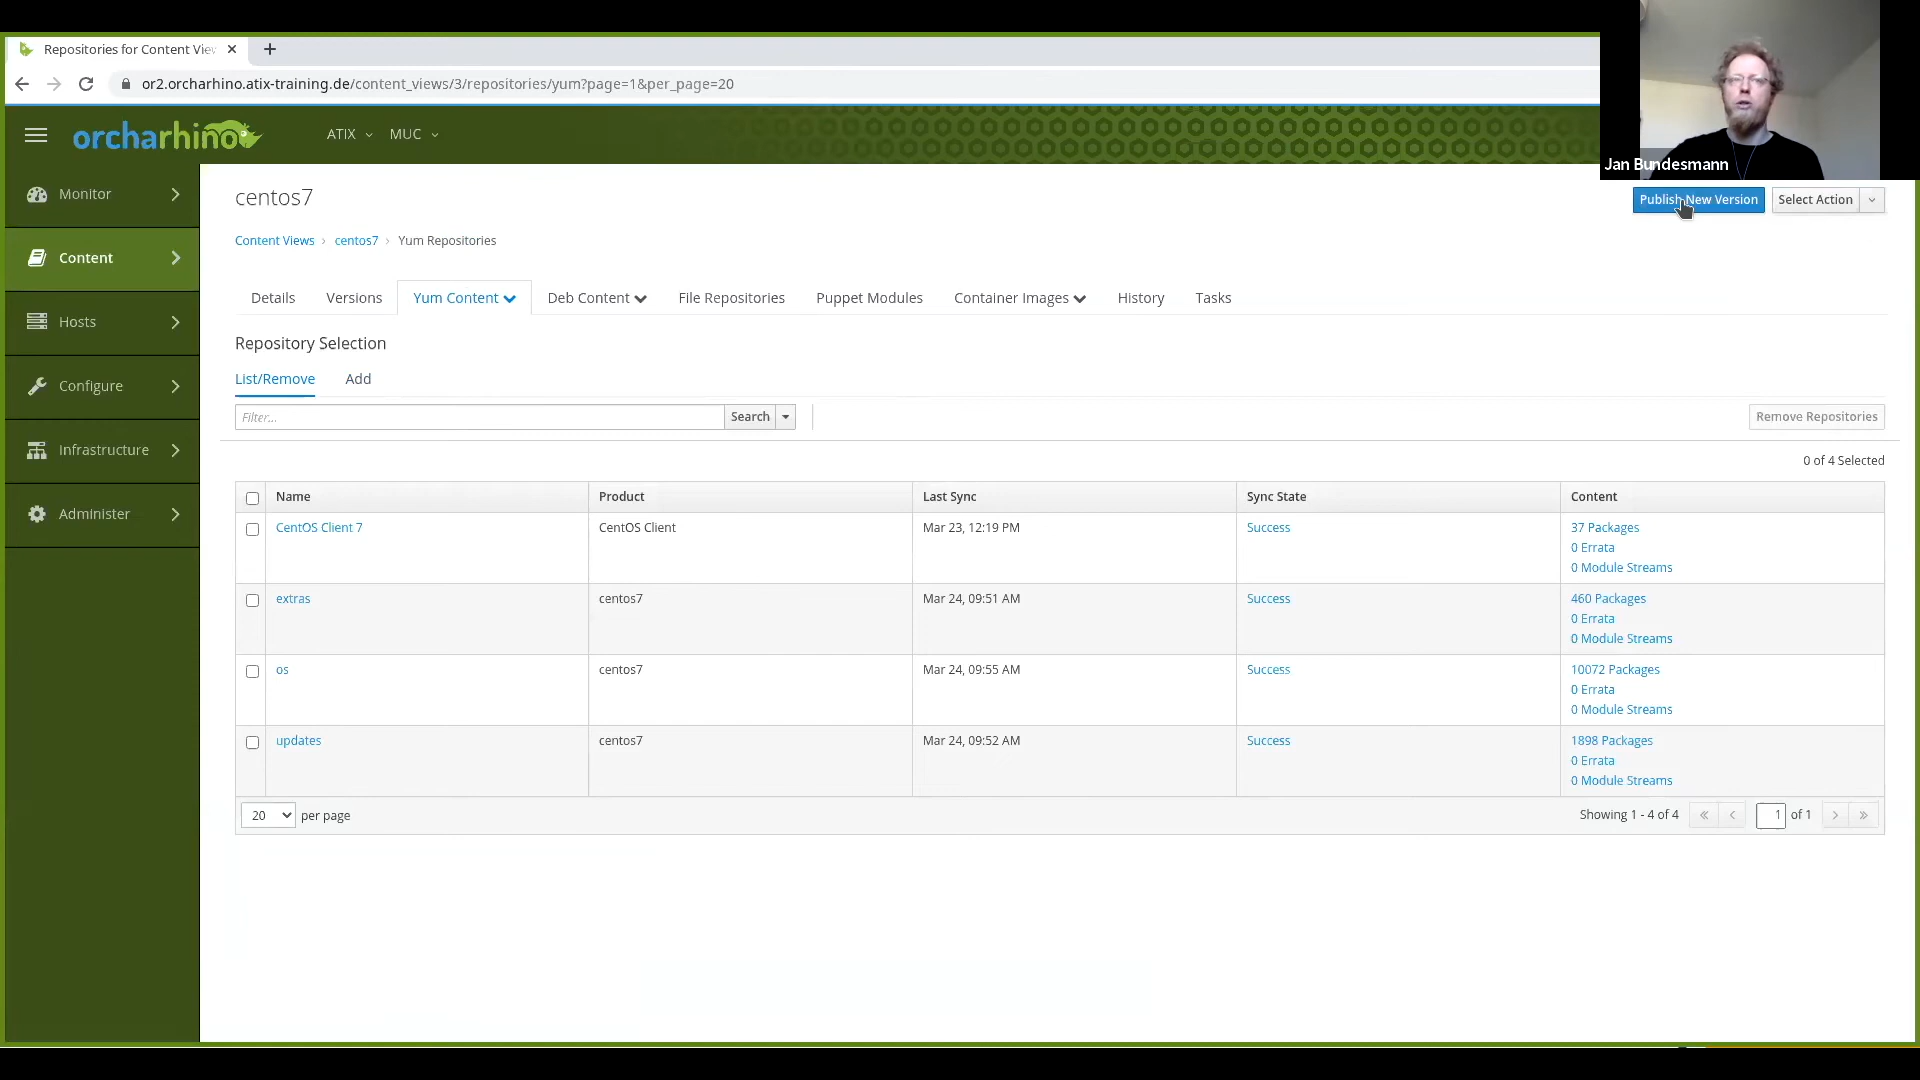 Repositories for Content Vie
or2.orcharhino.atix-training.de/content_views/3/repositories/yum?page=1&per_page=20
orcharhino
ATIX
MUC
Jan Bundesmann
Monitor
Content
Hosts
Configure
Infrastructure
Administer
centos7
Publish New Version
Select Action
Content Views › centos7 › Yum Repositories
Details Versions Yum Content Deb Content File Repositories Puppet Modules Container Images History Tasks
Repository Selection
List/Remove Add
Filter... Search Remove Repositories
0 of 4 Selected
Name Product Last Sync Sync State Content
CentOS Client 7 CentOS Client Mar 23, 12:19 PM Success 37 Packages
0 Errata
0 Module Streams
extras centos7 Mar 24, 09:51 AM Success 460 Packages
0 Errata
0 Module Streams
os centos7 Mar 24, 09:55 AM Success 10072 Packages
0 Errata
0 Module Streams
updates centos7 Mar 24, 09:52 AM Success 1898 Packages
0 Errata
0 Module Streams
20 per page Showing 1 - 4 of 4 « ‹ 1 of 1 › »